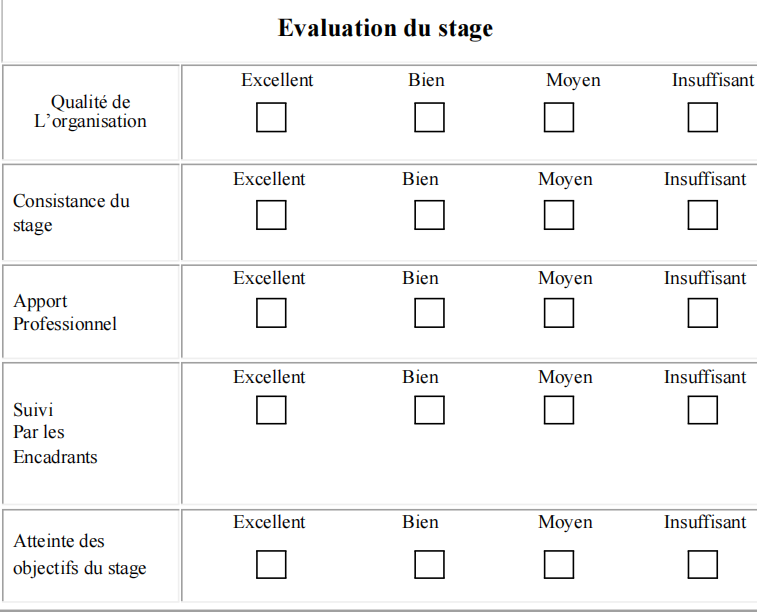 Evaluation du stage
Excellent Bien Moyen Insuffisant
Qualité de
L'organisation
Excellent Bien Moyen Insuffisant
Consistance du
stage
Excellent Bien Moyen Insuffisant
Apport
Professionnel
Excellent Bien Moyen Insuffisant
Suivi
Par les
Encadrants
Excellent Bien Moyen Insuffisant
Atteinte des
objectifs du stage